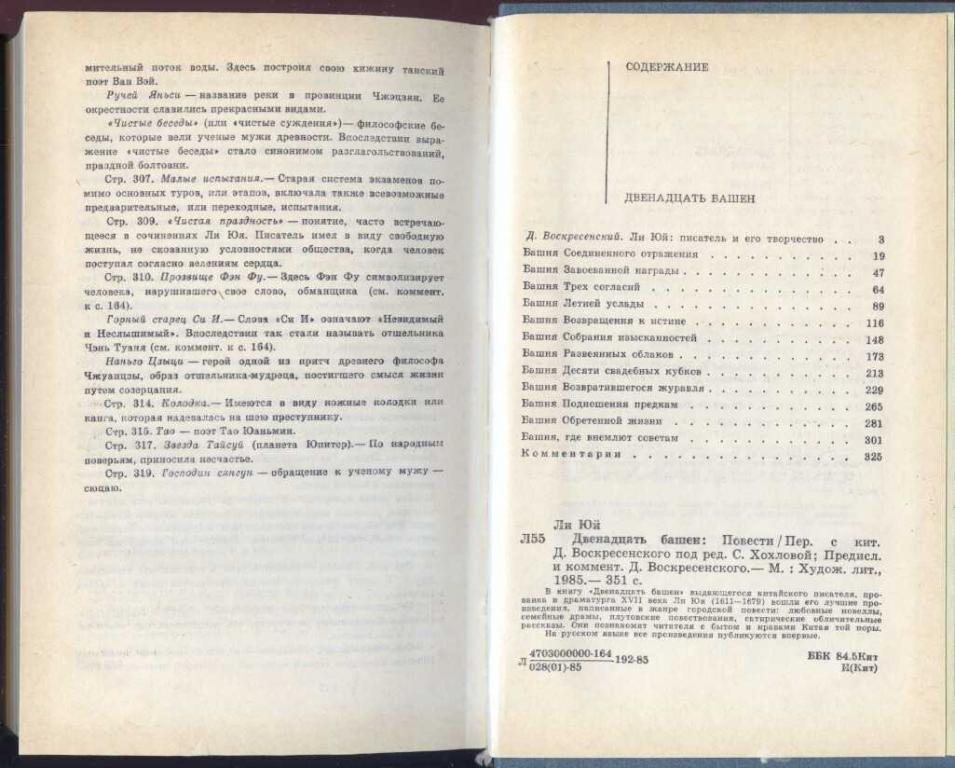 мительный поток воды. Здесь построил свою хижину танский
поэт Ван Вэй.
Ручей Яньси — название реки в провинции Чжэцзян. Ее
окрестности славились прекрасными видами.
«Чистые беседы» (или «чистые суждения») — философские бе-
седы, которые вели ученые мужи древности. Впоследствии выра-
жение «чистые беседы» стало синонимом разглагольствований,
праздной болтовни.
Стр. 307. Малые испытания.— Старая система экзаменов по-
мимо основных туров, или этапов, включала также всевозможные
предварительные, или переходные, испытания.
Стр. 309. «Чистая праздность» — понятие, часто встречаю-
щееся в сочинениях Ли Юя. Писатель имел в виду свободную
жизнь, не скованную условностями общества, когда человек
поступал согласно велениям сердца.
Стр. 310. Прозвище Фэн Фу.— Здесь Фэн Фу символизирует
человека, нарушившего свое слово, обманщика (см. коммент.
к с. 164).
Горный старец Си И.— Слова «Си И» означают «Невидимый
и Неслышимый». Впоследствии так стали называть отшельника
Чэнь Туаня (см. коммент. к с. 164).
Наньго Цзыци — герой одной из притч древнего философа
Чжуанцзы, образ отшельника-мудреца, постигшего смысл жизни
путем созерцания.
Стр. 314. Колодка.— Имеются в виду ножные колодки или
канга, которая надевалась на шею преступнику.
Стр. 315. Тао — поэт Тао Юаньмин.
Стр. 317. Звезда Тайсуй (планета Юпитер).— По народным
поверьям, приносила несчастье.
Стр. 319. Господин сянгун — обращение к ученому мужу —
сюцаю.
СОДЕРЖАНИЕ
ДВЕНАДЦАТЬ БАШЕН
Д. Воскресенский. Ли Юй: писатель и его творчество . . 3
Башня Соединенного отражения . . . . . . . . . . 19
Башня Завоеванной награды . . . . . . . . . . . 47
Башня Трех согласий . . . . . . . . . . . . . . 64
Башня Летней услады . . . . . . . . . . . . . . 89
Башня Возвращения к истине . . . . . . . . . . . 116
Башня Собрания изысканностей . . . . . . . . . . 148
Башня Развеянных облаков . . . . . . . . . . . . 173
Башня Десяти свадебных кубков . . . . . . . . . . 213
Башня Возвратившегося журавля . . . . . . . . . . 229
Башня Подношения предкам . . . . . . . . . . . . 265
Башня Обретенной жизни . . . . . . . . . . . . . 281
Башня, где внемлют советам . . . . . . . . . . . 301
Комментарии . . . . . . . . . . . . . . . 325
Ли Юй
Л55 Двенадцать башен: Повести / Пер. с кит.
Д. Воскресенского под ред. С. Хохловой; Предисл.
и коммент. Д. Воскресенского.— М. : Худож. лит.,
1985.— 351 с.
В книгу «Двенадцать башен» выдающегося китайского писателя, про-
заика и драматурга XVII века Ли Юя (1611—1679) вошли его лучшие про-
изведения, написанные в жанре городской повести: любовные новеллы,
семейные драмы, плутовские повествования, сатирические обличительные
рассказы. Они познакомят читателя с бытом и нравами Китая той поры.
На русском языке все произведения публикуются впервые.
Л 4703000000-164 192-85 ББК 84.5Кит
028(01)-85 И(Кит)